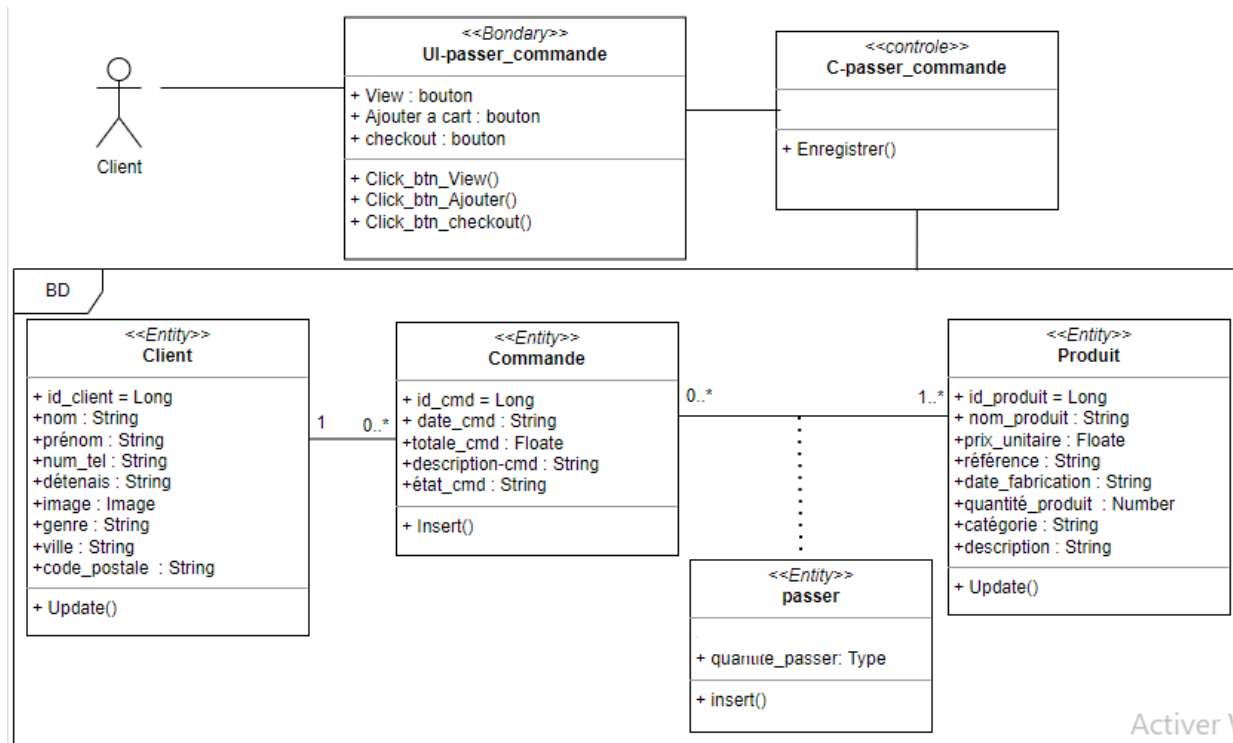 <<Bondary>>
UI-passer_commande
+ View : bouton
+ Ajouter a cart : bouton
+ checkout : bouton
+ Click_btn_View()
+ Click_btn_Ajouter()
+ Click_btn_checkout()
<<controle>>
C-passer_commande
+ Enregistrer()
Client
BD
<<Entity>>
Client
+ id_client = Long
+nom : String
+prénom : String
+num_tel : String
+détenais : String
+image : Image
+genre : String
+ville : String
+code_postale : String
+ Update()
1
0..*
<<Entity>>
Commande
+ id_cmd = Long
+ date_cmd : String
+totale_cmd : Floate
+description-cmd : String
+état_cmd : String
+ Insert()
0..*
1..*
<<Entity>>
Produit
+ id_produit = Long
+ nom_produit : String
+prix_unitaire : Floate
+référence : String
+date_fabrication : String
+quantité_produit : Number
+catégorie : String
+description : String
+ Update()
<<Entity>>
passer
+ quantite_passer: Type
+ insert()
Activer